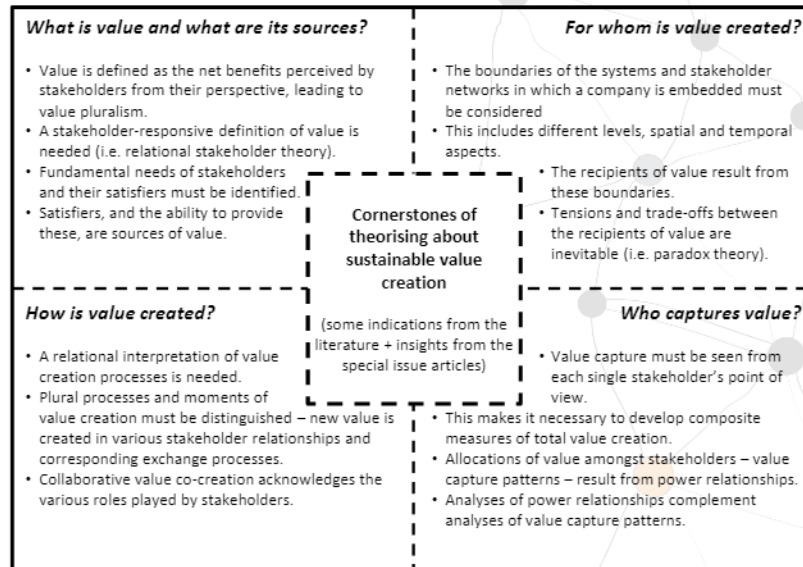 What is value and what are its sources?
• Value is defined as the net benefits perceived by
stakeholders from their perspective, leading to
value pluralism.
• A stakeholder-responsive definition of value is
needed (i.e. relational stakeholder theory).
• Fundamental needs of stakeholders
and their satisfiers must be identified.
• Satisfiers, and the ability to provide
these, are sources of value.
For whom is value created?
• The boundaries of the systems and stakeholder
networks in which a company is embedded must
be considered
• This includes different levels, spatial and temporal
aspects.
• The recipients of value result from
these boundaries.
• Tensions and trade-offs between
the recipients of value are
inevitable (i.e. paradox theory).
Cornerstones of
theorising about
sustainable value
creation
(some indications from the
literature + insights from the
special issue articles)
How is value created?
• A relational interpretation of value
creation processes is needed.
• Plural processes and moments of
value creation must be distinguished – new value is
created in various stakeholder relationships and
corresponding exchange processes.
• Collaborative value co-creation acknowledges the
various roles played by stakeholders.
Who captures value?
• Value capture must be seen from
each single stakeholder's point of
view.
• This makes it necessary to develop composite
measures of total value creation.
• Allocations of value amongst stakeholders – value
capture patterns – result from power relationships.
• Analyses of power relationships complement
analyses of value capture patterns.